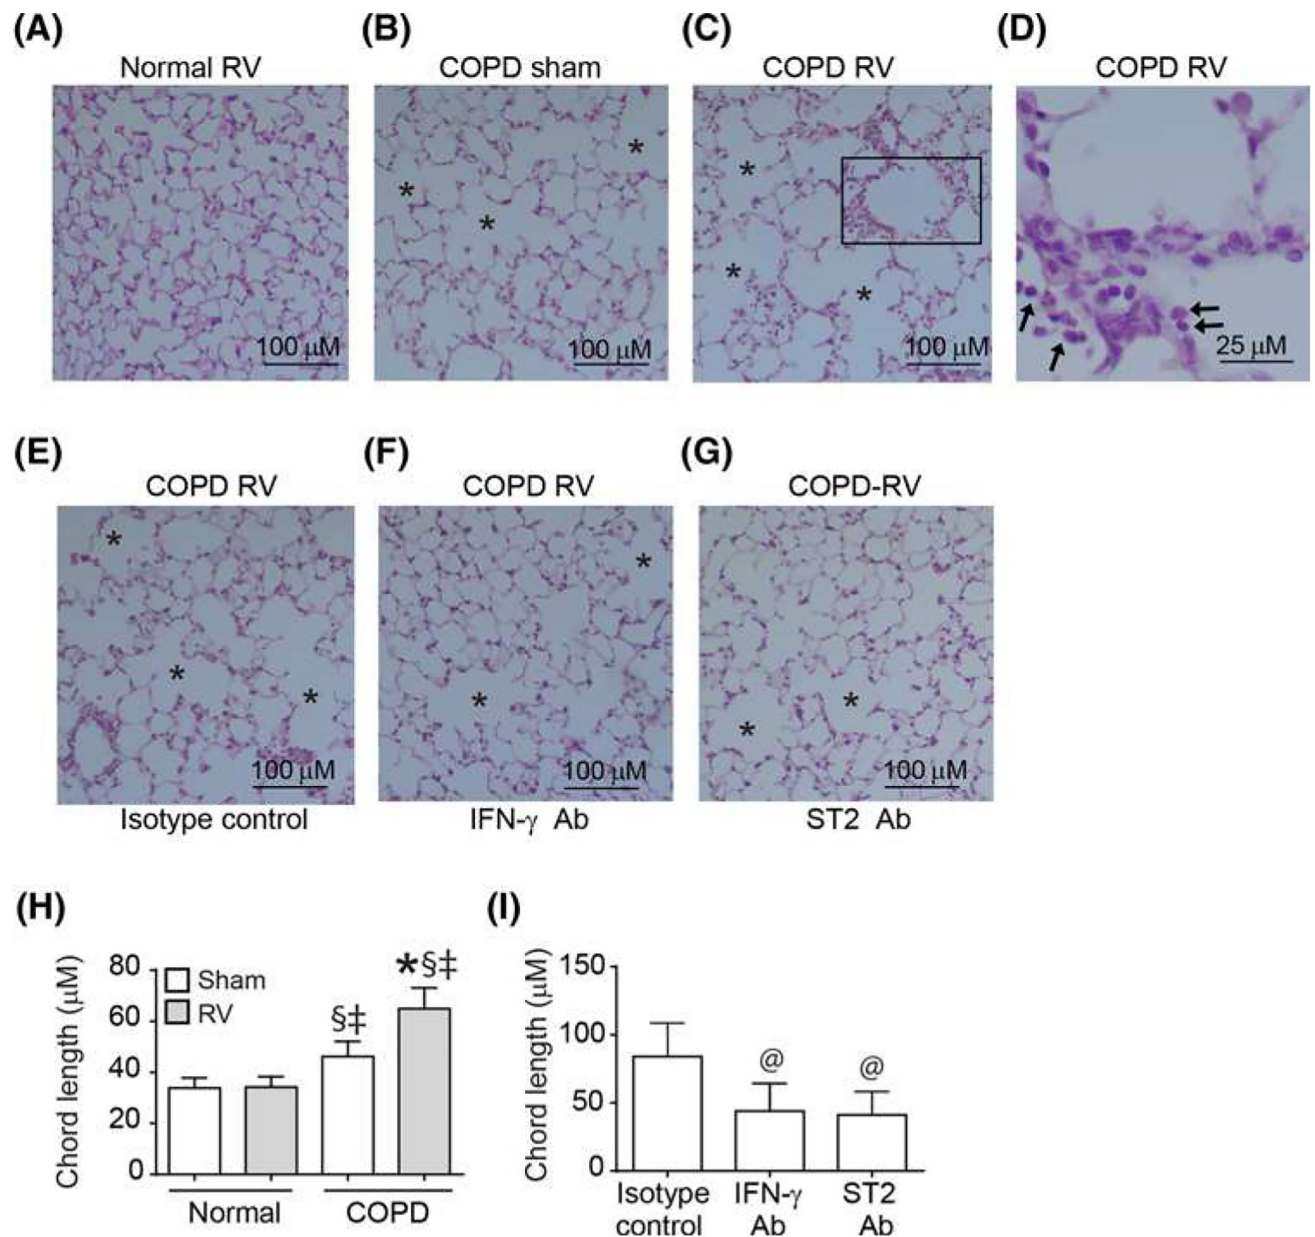 (A)
Normal RV
100 µM
(B)
COPD sham
*
*
*
100 µM
(C)
COPD RV
*
*
*
100 µM
(D)
COPD RV
25 µM
(E)
COPD RV
*
*
*
100 µM
Isotype control
(F)
COPD RV
*
*
100 µM
IFN-γ Ab
(G)
COPD-RV
*
*
100 µM
ST2 Ab
(H)
Chord length (µM)
80
60
40
20
0
Sham
RV
§‡
*§‡
Normal
COPD
(I)
Chord length (µM)
150
100
50
0
@
@
Isotype
control
IFN-γ
Ab
ST2
Ab